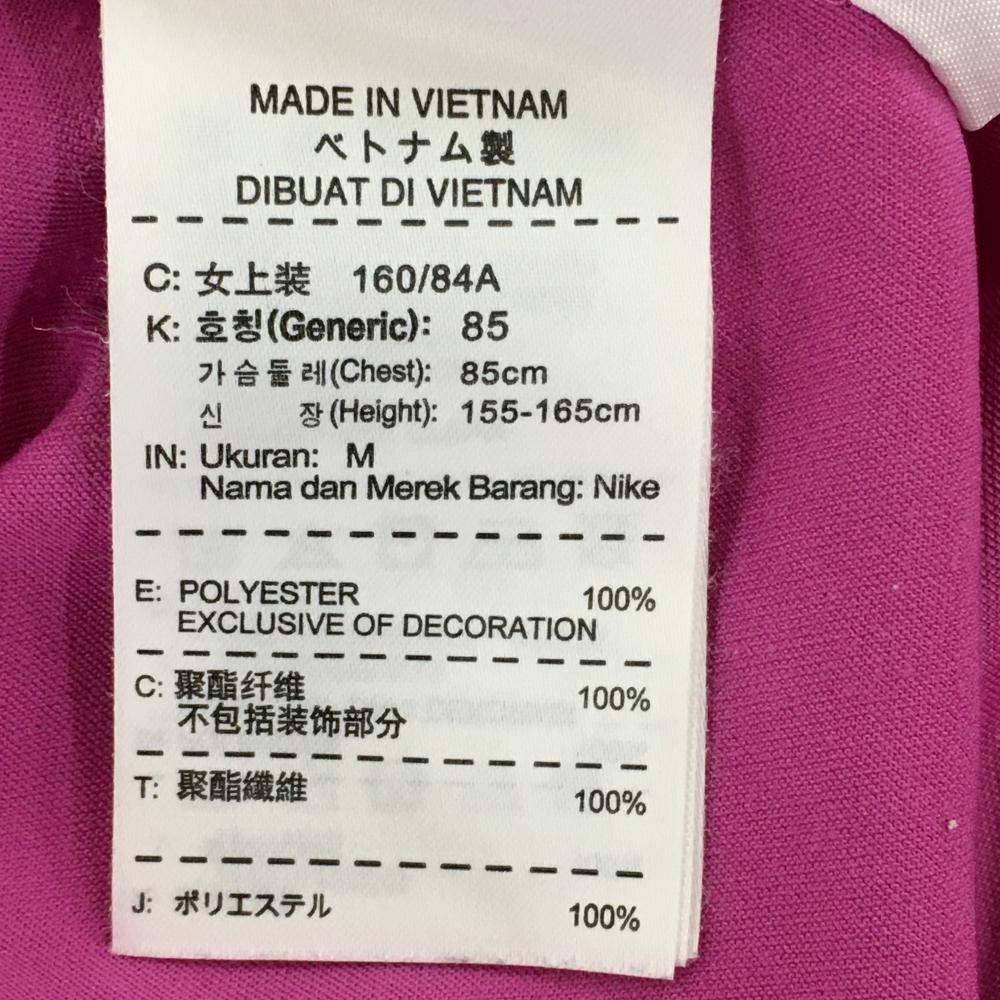 MADE IN VIETNAM
ベトナム製
DIBUAT DI VIETNAM
C: 女上装 160/84A
K: 호칭(Generic): 85
가슴둘레(Chest): 85cm
신 장(Height): 155-165cm
IN: Ukuran: M
Nama dan Merek Barang: Nike
E: POLYESTER 100%
EXCLUSIVE OF DECORATION
C: 聚酯纤维 100%
不包括装饰部分
T: 聚酯纖維 100%
J: ポリエステル 100%